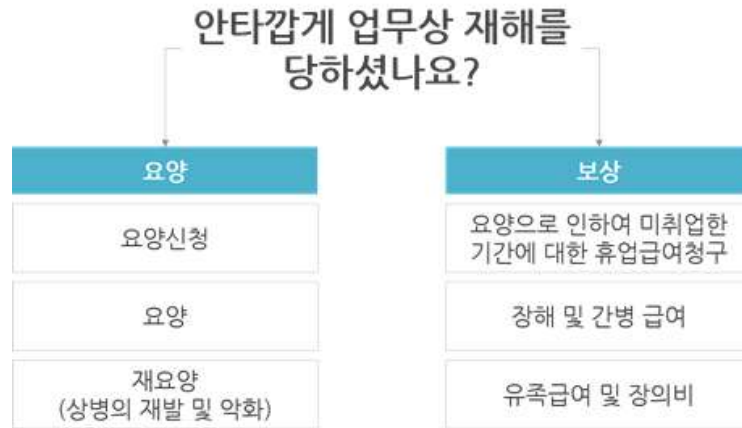 안타깝게 업무상 재해를
당하셨나요?
요양
요양신청
요양
재요양
(상병의 재발 및 악화)
보상
요양으로 인하여 미취업한
기간에 대한 휴업급여청구
장해 및 간병 급여
유족급여 및 장의비